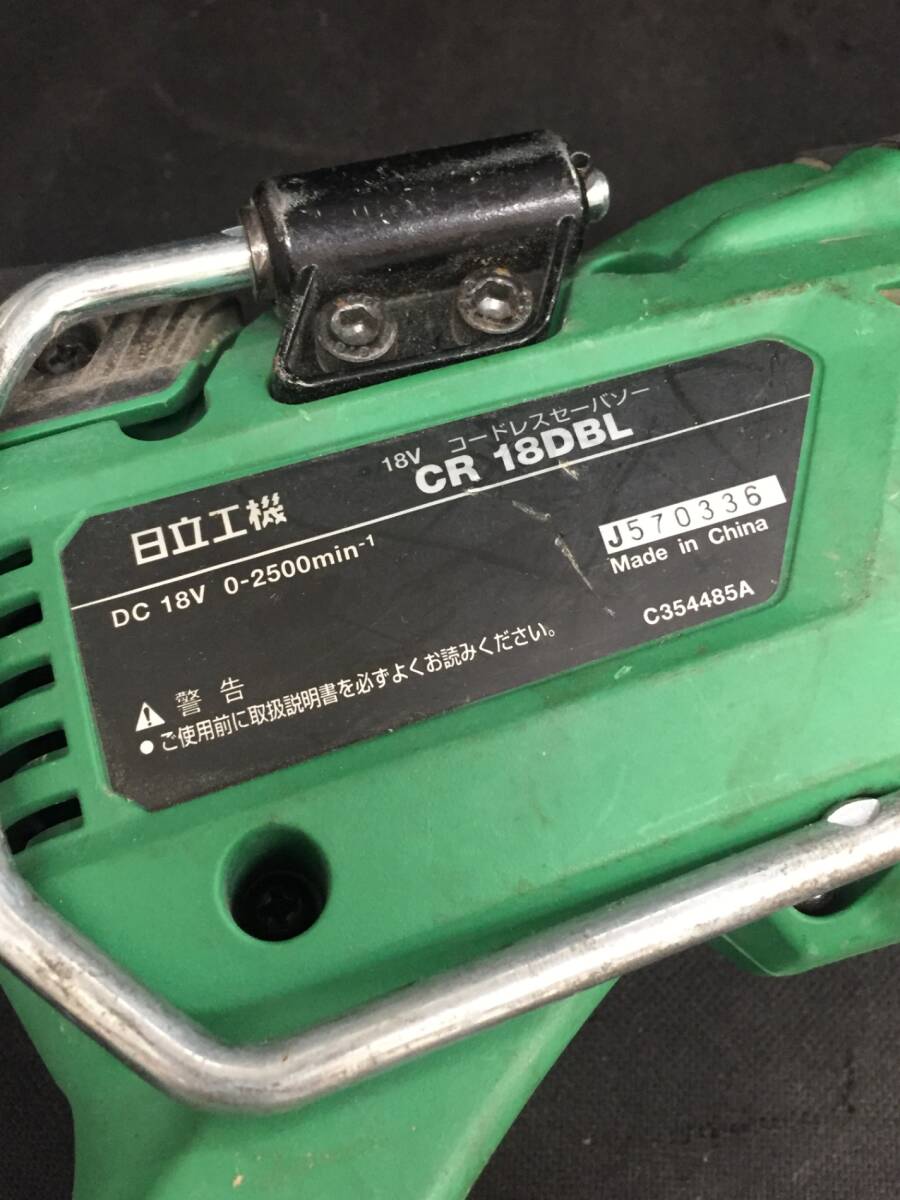 18V コードレスセーバソー
CR 18DBL
日立工機
DC 18V 0-2500min-1
J570336
Made in China
C354485A
警告
● ご使用前に取扱説明書を必ずよくお読みください。